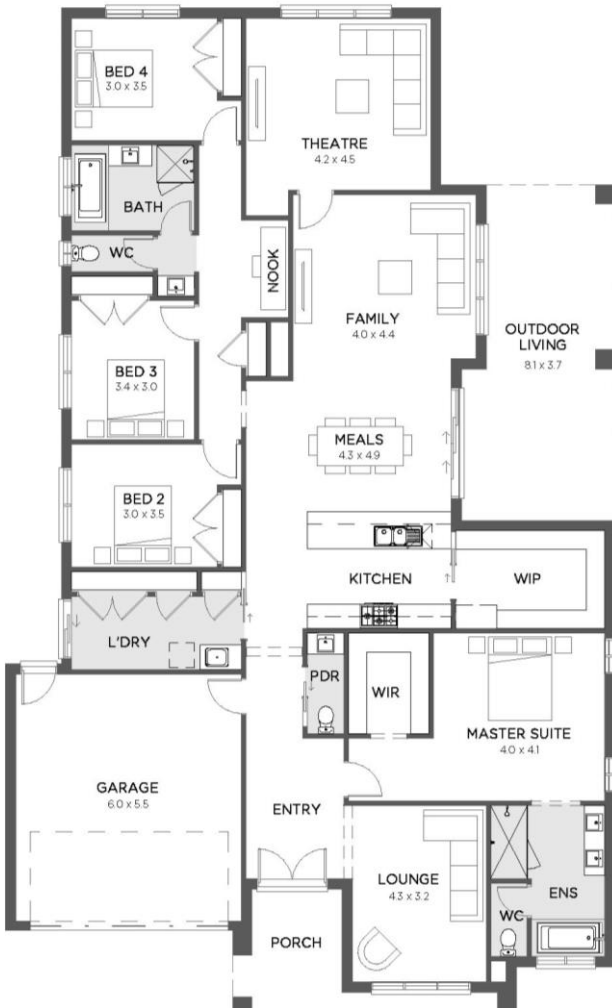 BED 4
3.0 x 3.5
THEATRE
4.2 x 4.5
BATH
WC
NOOK
FAMILY
4.0 x 4.4
OUTDOOR
LIVING
8.1 x 3.7
BED 3
3.4 x 3.0
MEALS
4.3 x 4.9
BED 2
3.0 x 3.5
KITCHEN
WIP
L'DRY
PDR
WIR
MASTER SUITE
4.0 x 4.1
GARAGE
6.0 x 5.5
ENTRY
LOUNGE
4.3 x 3.2
ENS
WC
PORCH